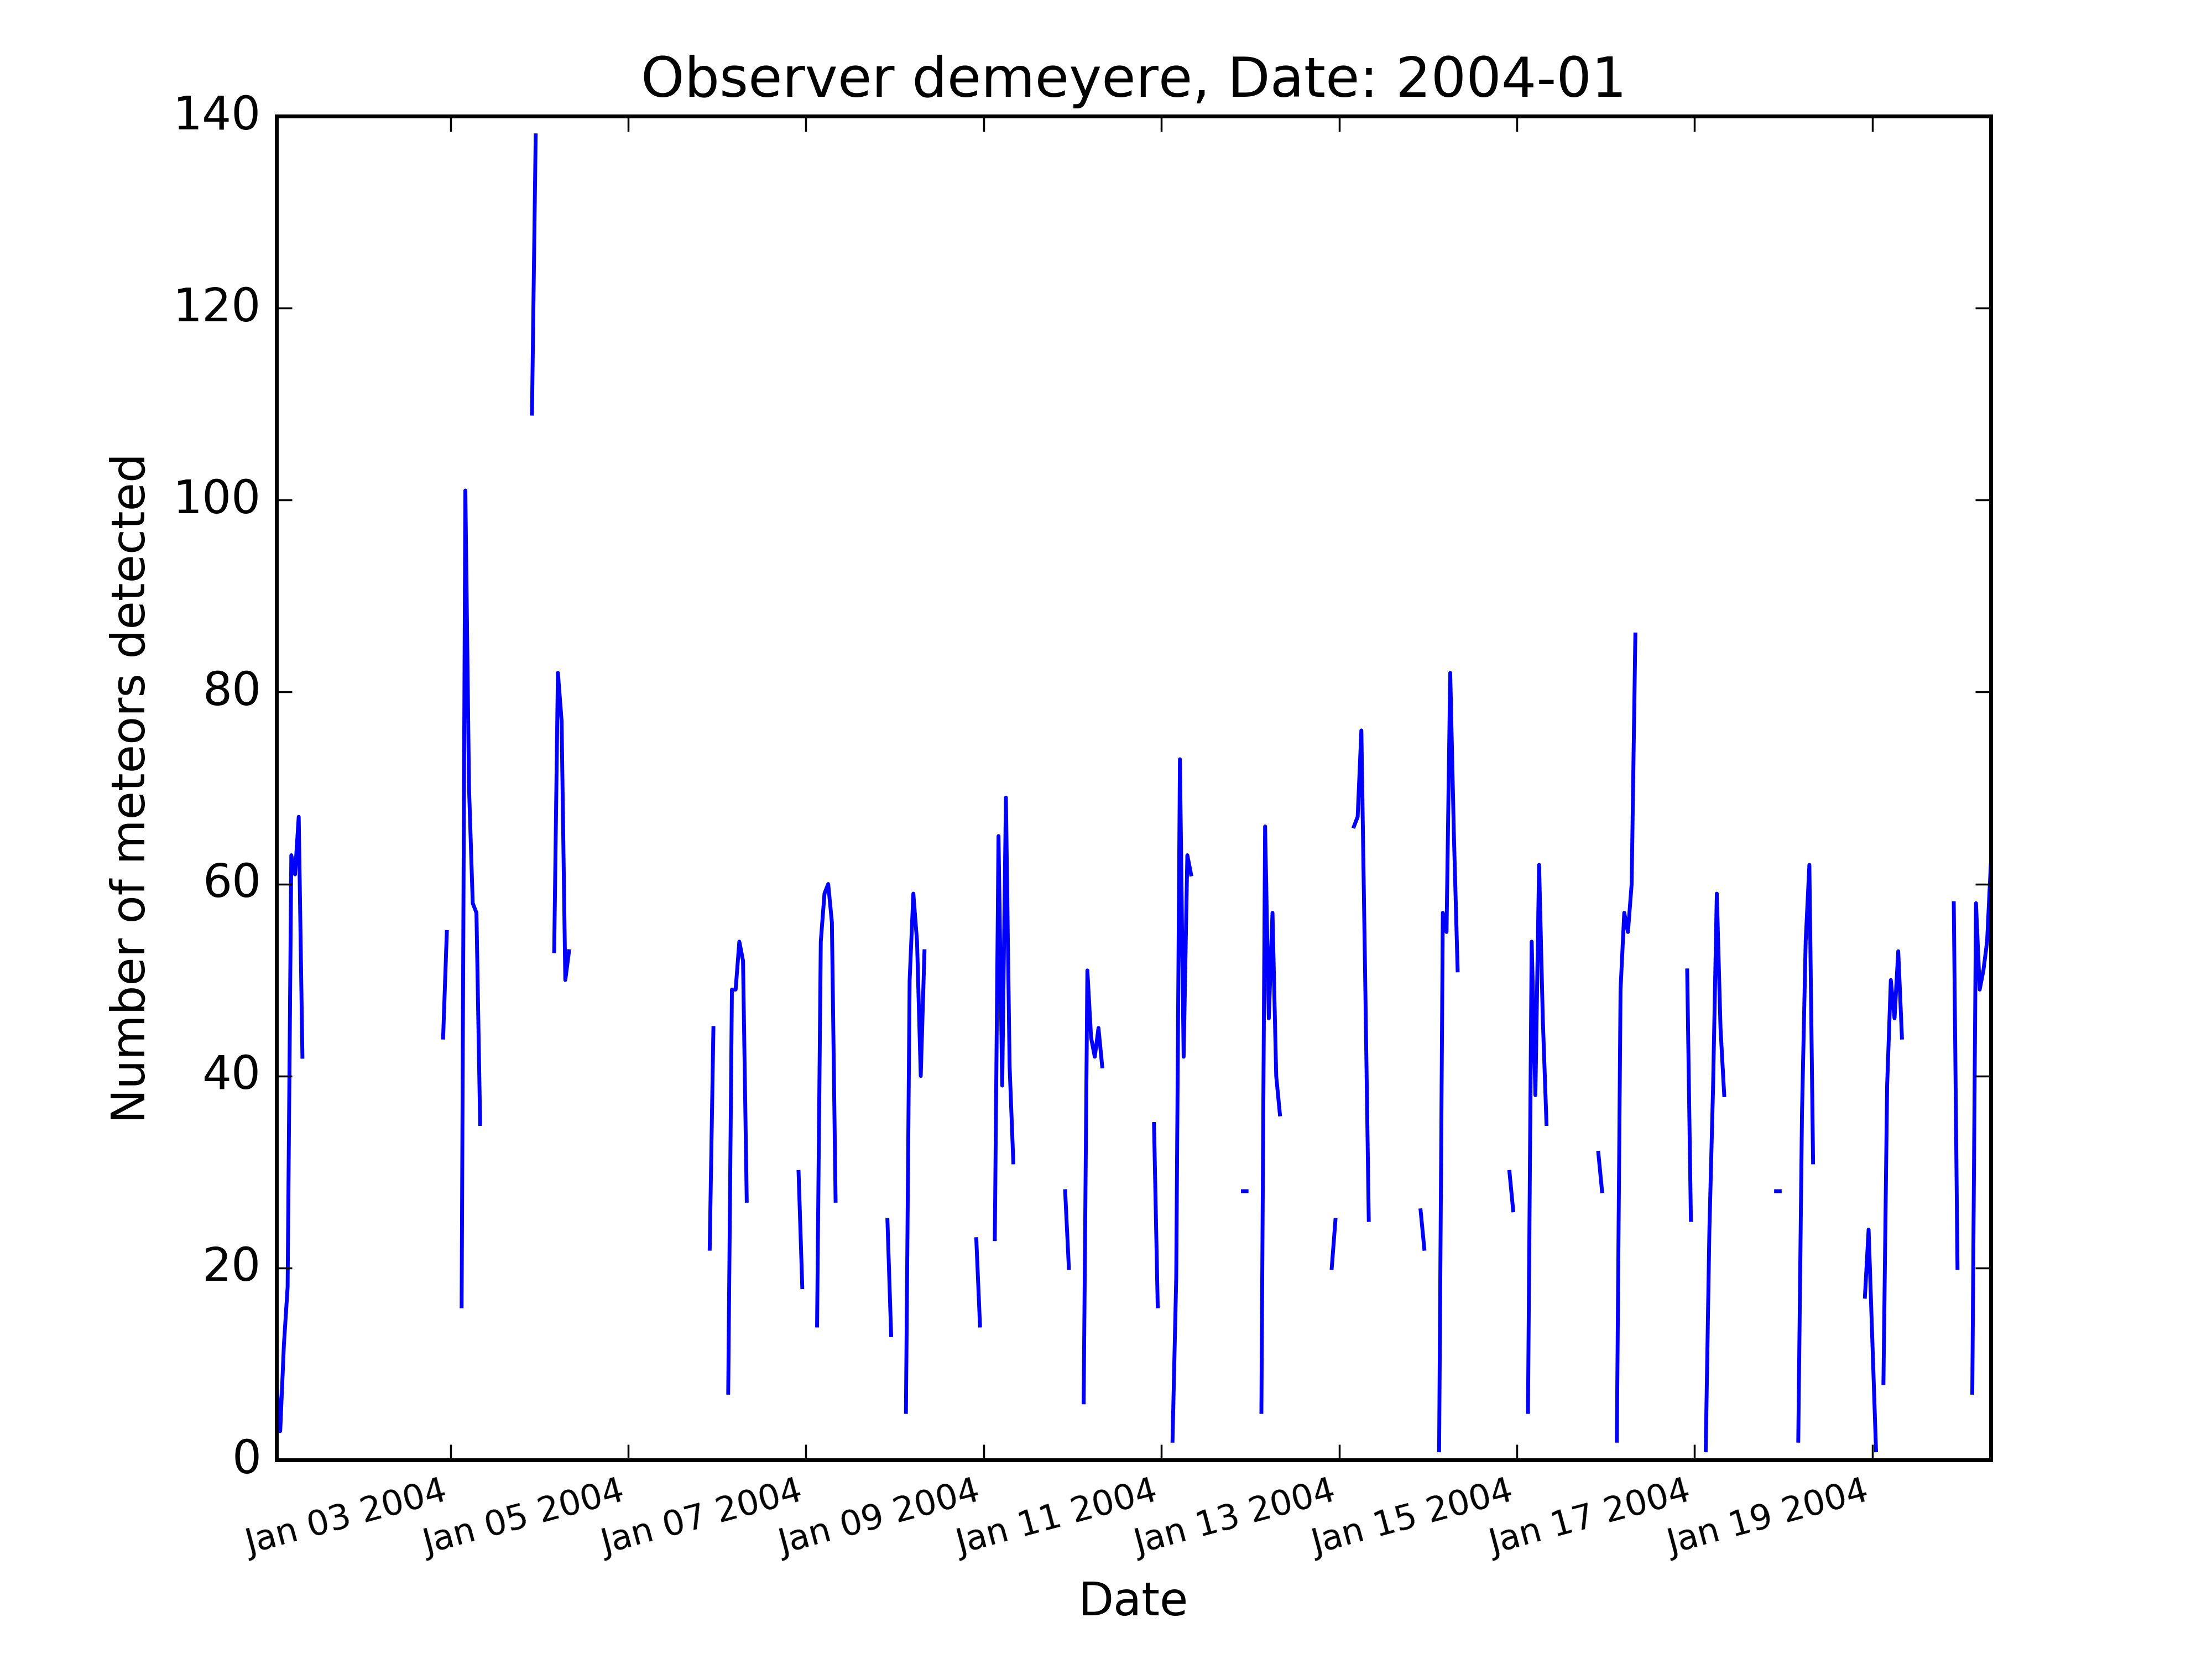 Observer demeyere, Date: 2004-01
140
120
100
80
60
40
20
0
Number of meteors detected
Jan 03 2004
Jan 05 2004
Jan 07 2004
Jan 09 2004
Jan 11 2004
Jan 13 2004
Jan 15 2004
Jan 17 2004
Jan 19 2004
Date